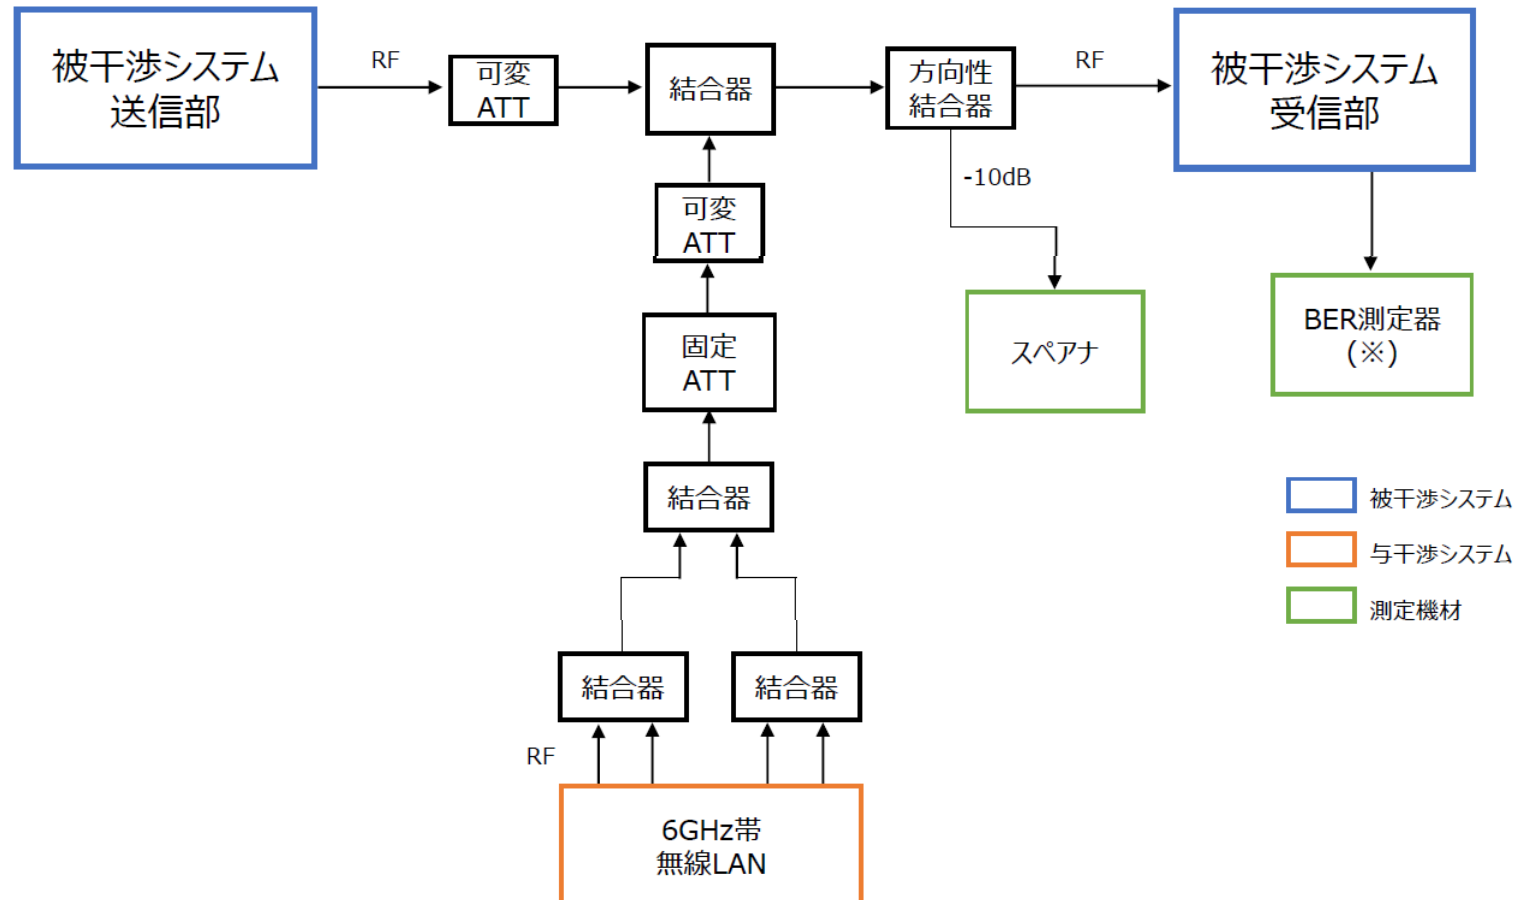 被干渉システム
送信部
RF
可変
ATT
結合器
方向性
結合器
RF
被干渉システム
受信部
-10dB
可変
ATT
スペアナ
BER測定器
(※)
固定
ATT
結合器
被干渉システム
与干渉システム
測定機材
結合器
結合器
RF
6GHz帯
無線LAN